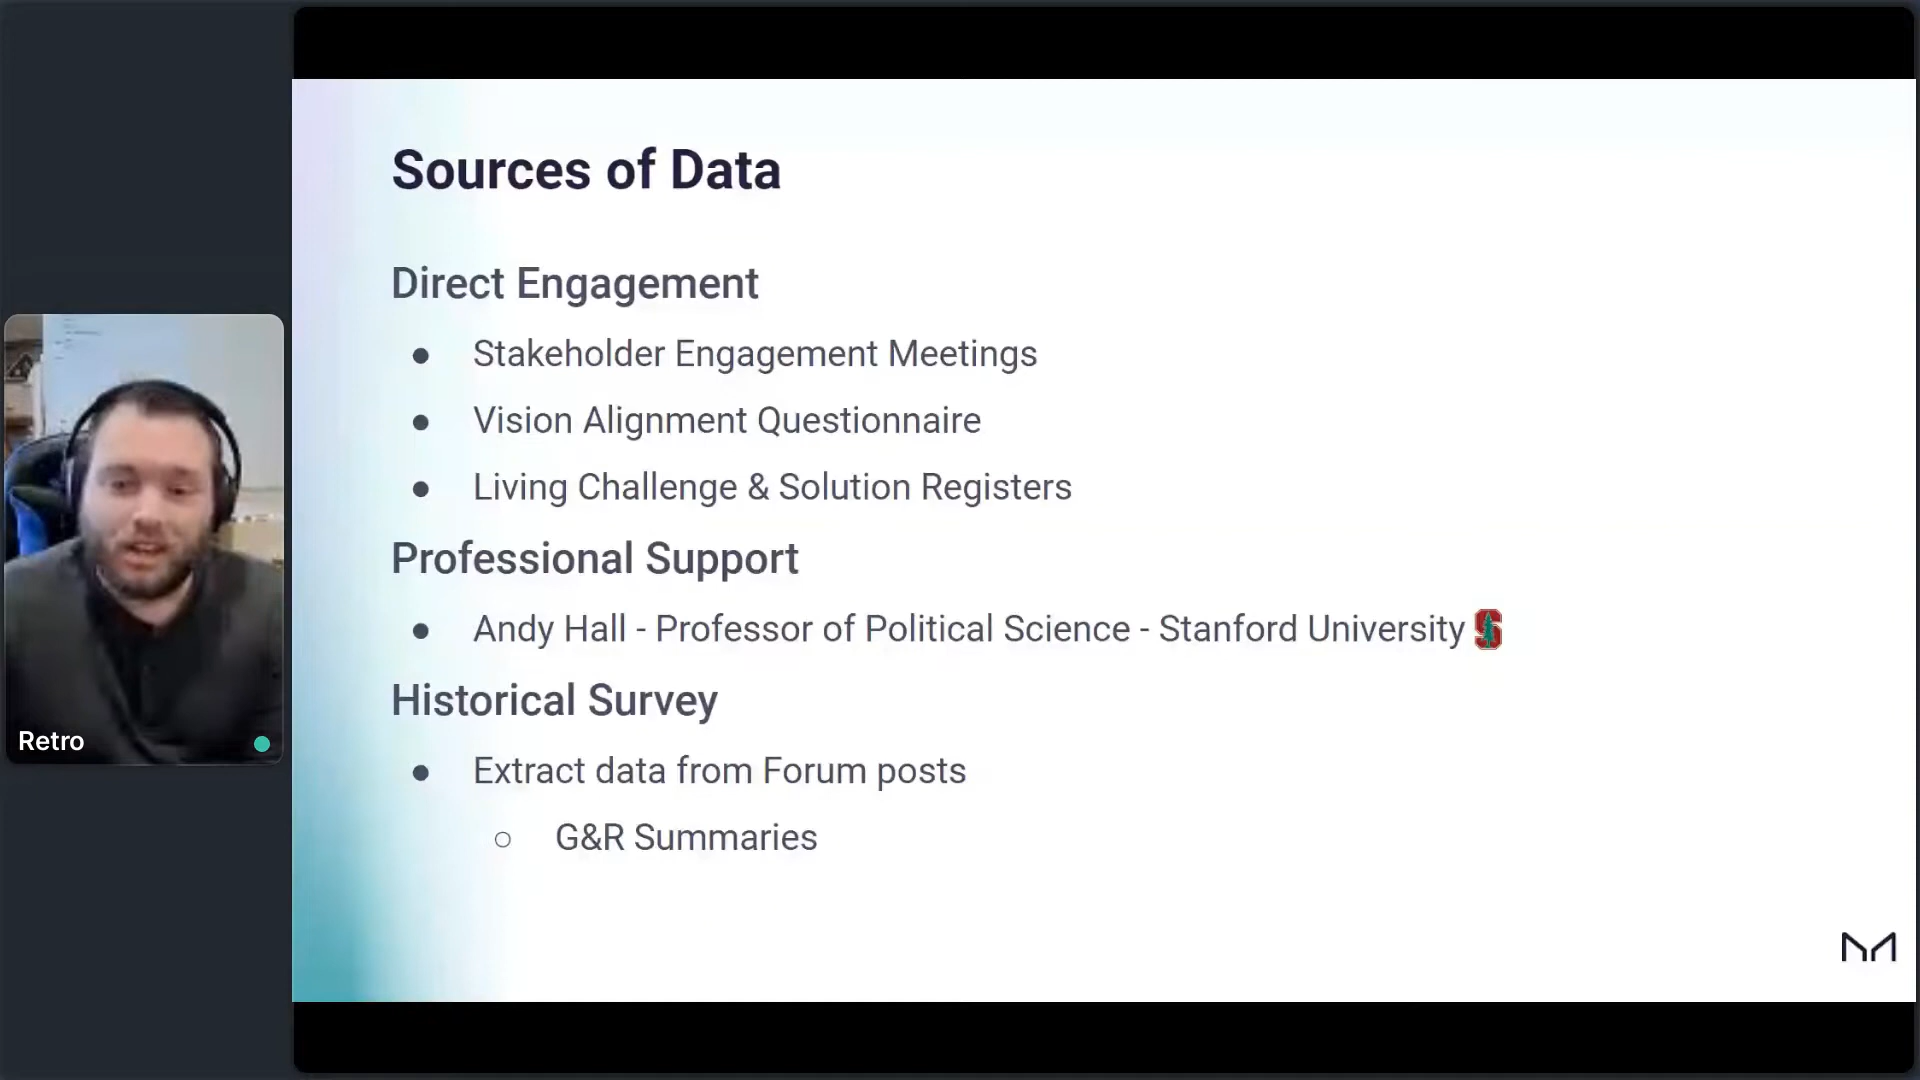 Sources of Data
Direct Engagement
● Stakeholder Engagement Meetings
● Vision Alignment Questionnaire
● Living Challenge & Solution Registers
Professional Support
● Andy Hall - Professor of Political Science - Stanford University
Historical Survey
● Extract data from Forum posts
○ G&R Summaries
Retro